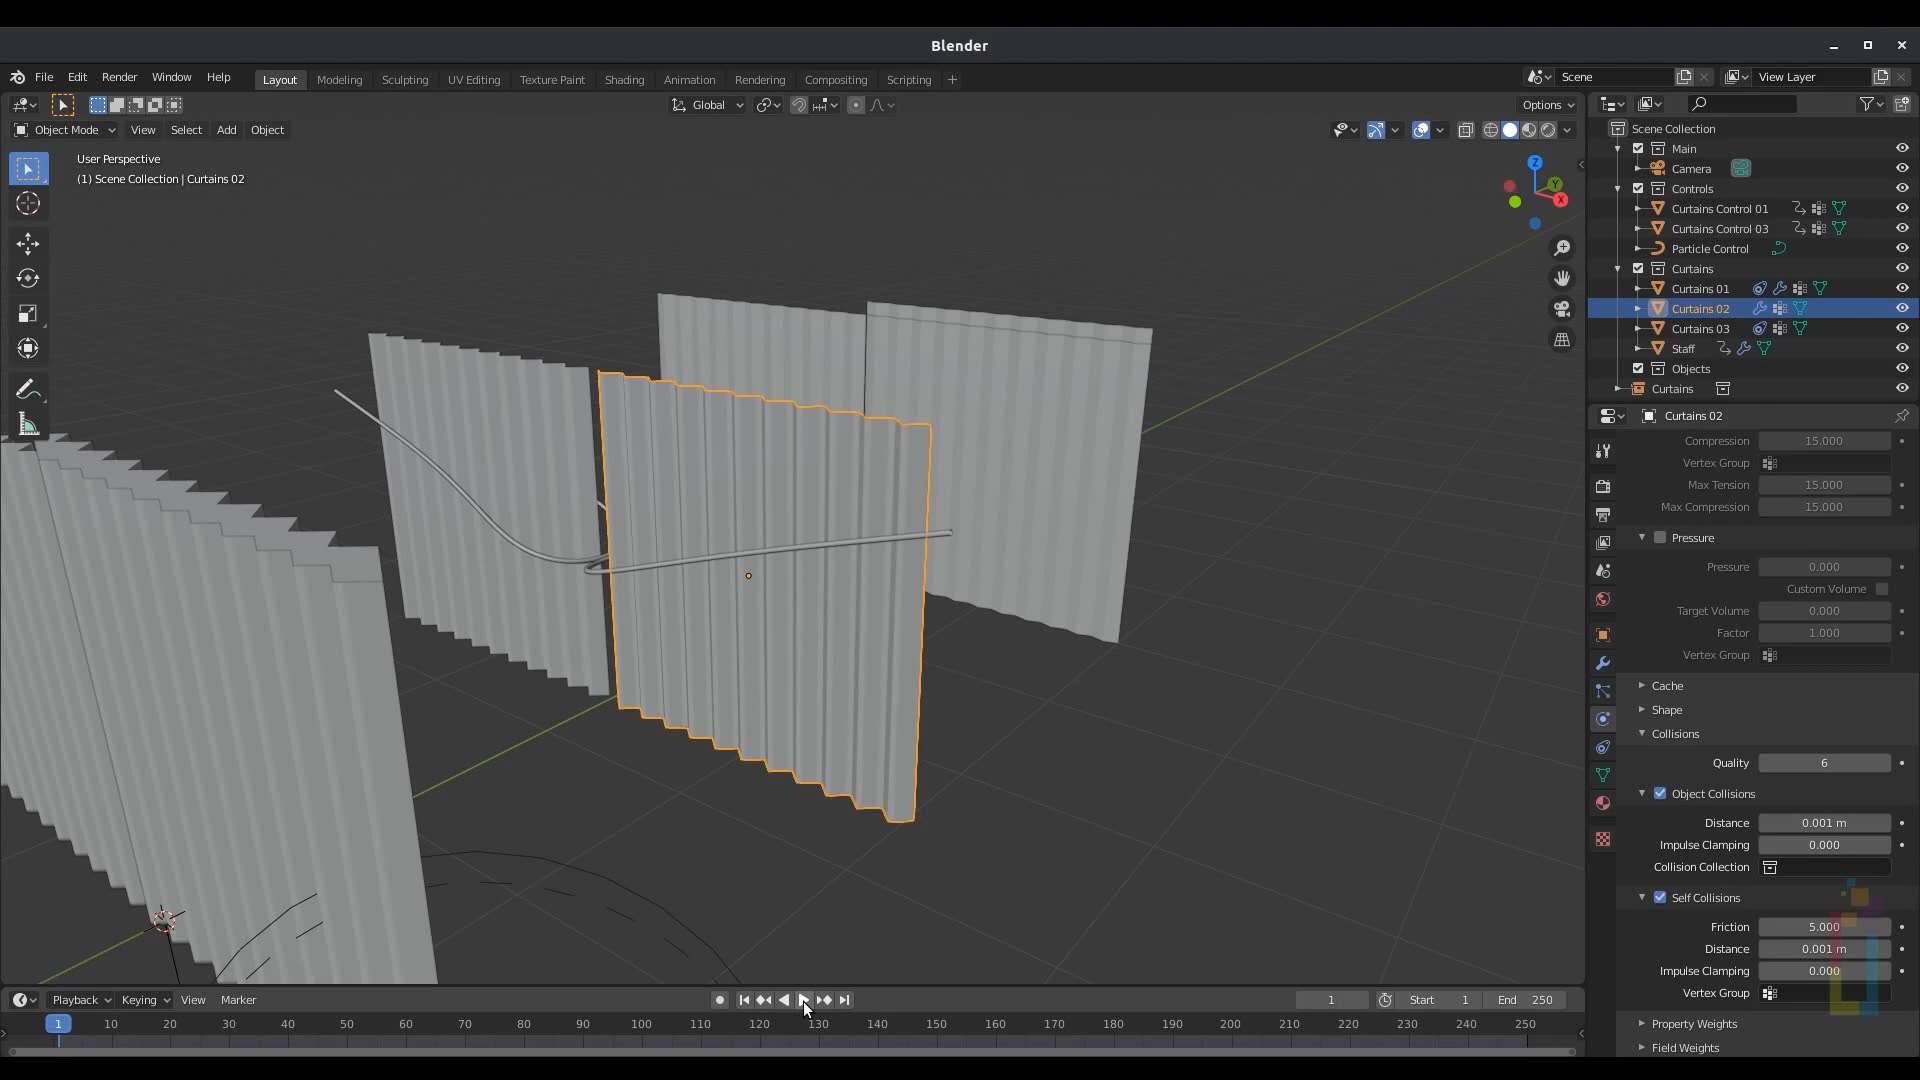 Blender
File Edit Render Window Help Layout Modeling Sculpting UV Editing Texture Paint Shading Animation Rendering Compositing Scripting + Scene View Layer
Global Options
Object Mode View Select Add Object
User Perspective
(1) Scene Collection | Curtains 02
Z
Y
X
Scene Collection
Main
Camera
Controls
Curtains Control 01
Curtains Control 03
Particle Control
Curtains
Curtains 01
Curtains 02
Curtains 03
Staff
Objects
Curtains
Curtains 02
Compression 15.000
Vertex Group
Max Tension 15.000
Max Compression 15.000
Pressure
Pressure 0.000
Custom Volume
Target Volume 0.000
Factor 1.000
Vertex Group
Cache
Shape
Collisions
Quality 6
Object Collisions
Distance 0.001 m
Impulse Clamping 0.000
Collision Collection
Self Collisions
Friction 5.000
Distance 0.001 m
Impulse Clamping 0.000
Vertex Group
Property Weights
Field Weights
Playback Keying View Marker 1 Start 1 End 250
1 10 20 30 40 50 60 70 80 90 100 110 120 130 140 150 160 170 180 190 200 210 220 230 240 250